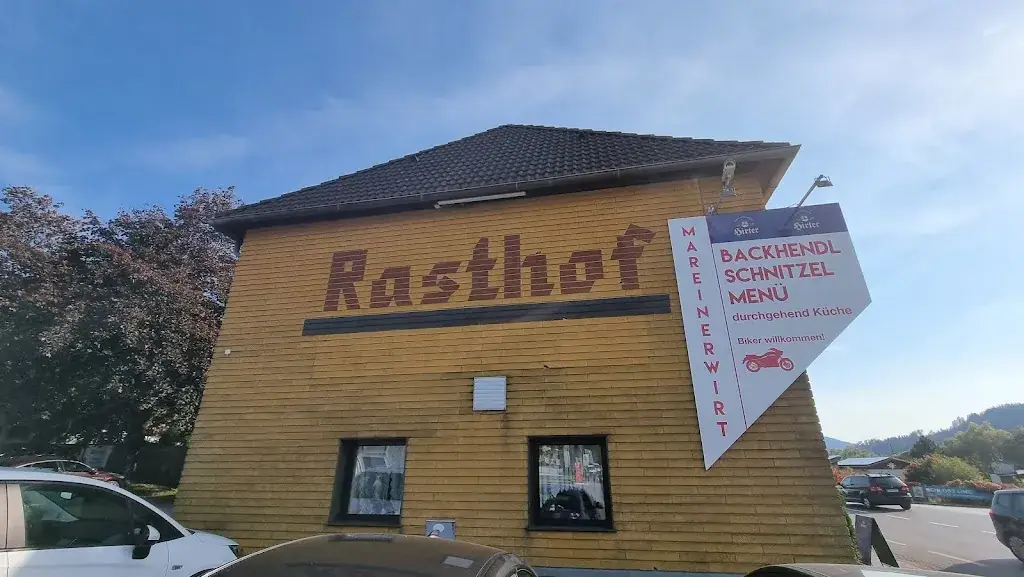 Rasthof
MAREINERWIRT
Hirter Hirter
BACKHENDL
SCHNITZEL
MENÜ
durchgehend Küche
Biker willkommen!